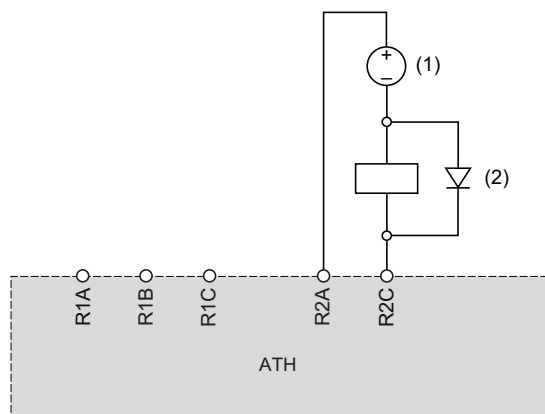 +
(1)
−
(2)
R1A
R1B
R1C
R2A
R2C
ATH